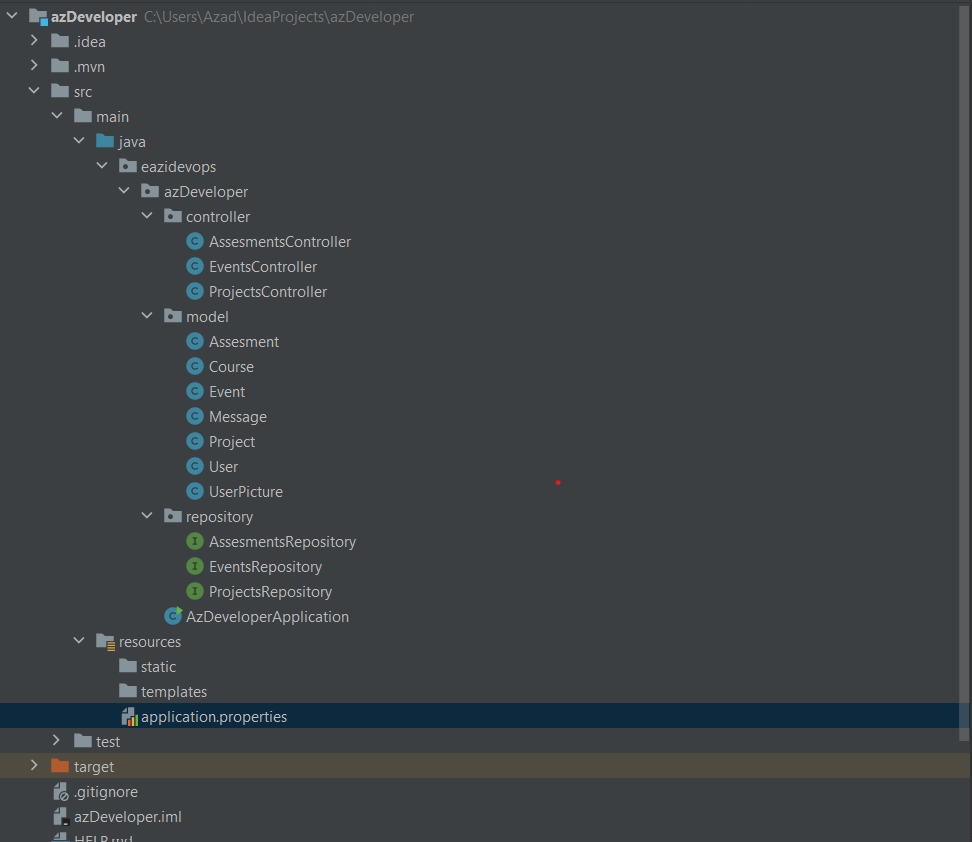 azDeveloper C:\Users\Azad\IdeaProjects\azDeveloper
.idea
.mvn
src
main
java
eazidevops
azDeveloper
controller
AssesmentsController
EventsController
ProjectsController
model
Assesment
Course
Event
Message
Project
User
UserPicture
repository
AssesmentsRepository
EventsRepository
ProjectsRepository
AzDeveloperApplication
resources
static
templates
application.properties
test
target
.gitignore
azDeveloper.iml